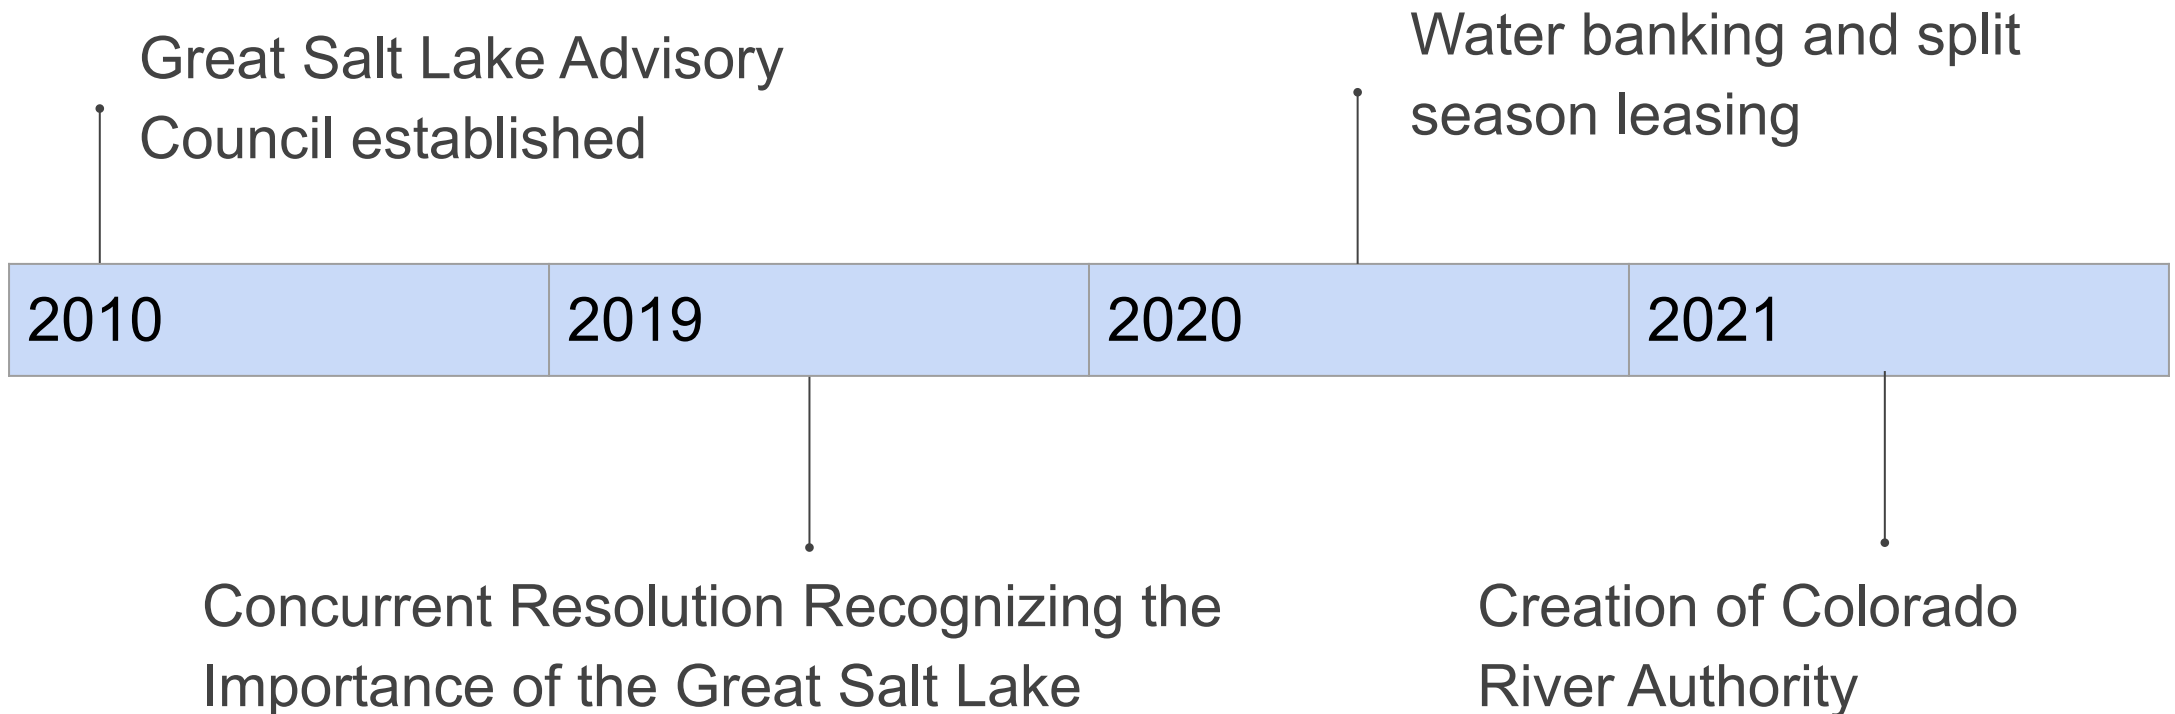 Great Salt Lake Advisory
Council established
Water banking and split
season leasing
2010
2019
2020
2021
Concurrent Resolution Recognizing the
Importance of the Great Salt Lake
Creation of Colorado
River Authority